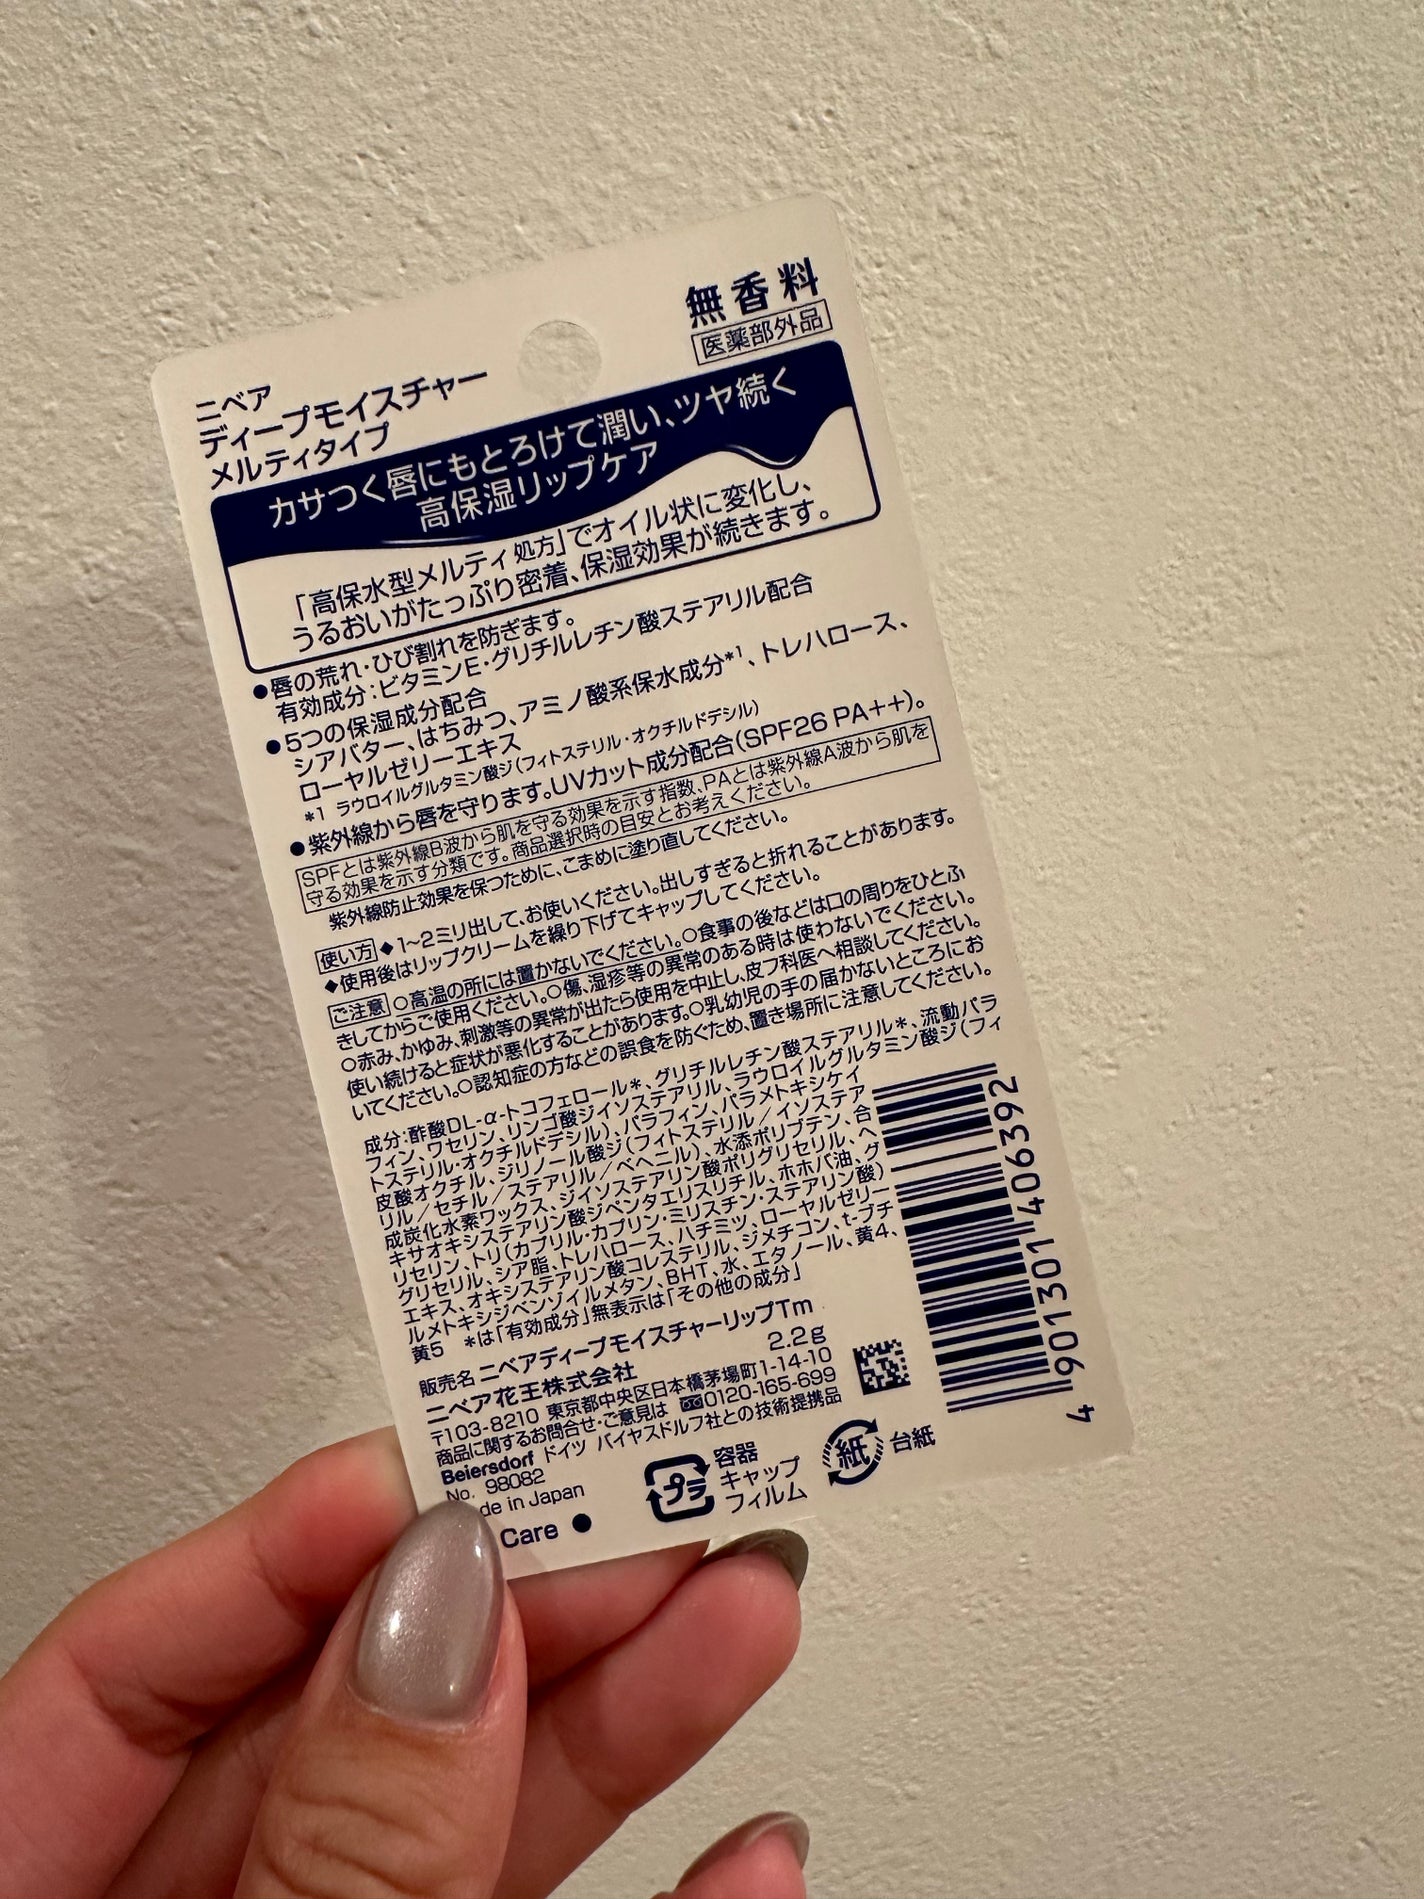 無香料
医薬部外品
ニベア
ディープモイスチャー
メルティタイプ
カサつく唇にもとろけて潤い、ツヤ続く
高保湿リップケア
「高保水型メルティ処方」でオイル状に変化し、
うるおいがたっぷり密着、保湿効果が続きます。
●唇の荒れ・ひび割れを防ぎます。
有効成分：ビタミンE・グリチルレチン酸ステアリル配合
●5つの保湿成分配合
シアバター、はちみつ、アミノ酸系保水成分*1、トレハロース、
ローヤルゼリーエキス
*1 ラウロイルグルタミン酸ジ(フィトステリル・オクチルドデシル)
●紫外線から唇を守ります。UVカット成分配合(SPF26 PA++)。
SPFとは紫外線B波から肌を守る効果を示す指数、PAとは紫外線A波から肌を
守る効果を示す分類です。商品選択時の目安とお考えください。
紫外線防止効果を保つために、こまめに塗り直してください。
使い方 ◆1~2ミリ出して、お使いください。出しすぎると折れることがあります。
◆使用後はリップクリームを繰り下げてキャップしてください。
ご注意 ○高温の所には置かないでください。○食事の後などは口の周りをひとふ
きしてからご使用ください。○傷、湿疹等の異常のある時は使わないでください。
○赤み、かゆみ、刺激等の異常が出たら使用を中止し、皮フ科医へ相談してください。
使い続けると症状が悪化することがあります。○乳幼児の手の届かないところにお
いてください。○認知症の方などの誤食を防ぐため、置き場所に注意してください。
成分：酢酸DL-α-トコフェロール*、グリチルレチン酸ステアリル*、流動パラ
フィン、ワセリン、リンゴ酸ジイソステアリル、ラウロイルグルタミン酸ジ(フィ
トステリル・オクチルドデシル)、パラフィン、パラメトキシケイ
皮酸オクチル、ジリノール酸ジ(フィトステリル/イソステア
リル/セチル/ステアリル/ベヘニル)、水添ポリブテン、合
成炭化水素ワックス、ジイソステアリン酸ポリグリセリル、ヘ
キサオキシステアリン酸ジペンタエリスリチル、ホホバ油、グ
リセリン、トリ(カプリル・カプリン・ミリスチン・ステアリン酸)
グリセリル、シア脂、トレハロース、ハチミツ、ローヤルゼリー
エキス、オキシステアリン酸コレステリル、ジメチコン、t-ブチ
ルメトキシジベンゾイルメタン、BHT、水、エタノール、黄4、
黄5 *は「有効成分」無表示は「その他の成分」
販売名 ニベアディープモイスチャーリップTm
2.2g
ニベア花王株式会社
〒103-8210 東京都中央区日本橋茅場町1-14-10
商品に関するお問合せ・ご意見は 0120-165-699
Beiersdorf ドイツ バイヤスドルフ社との技術提携品
No. 98082
de in Japan
Care ●
プラ
容器
キャップ
フィルム
紙
台紙
4 901301 406392